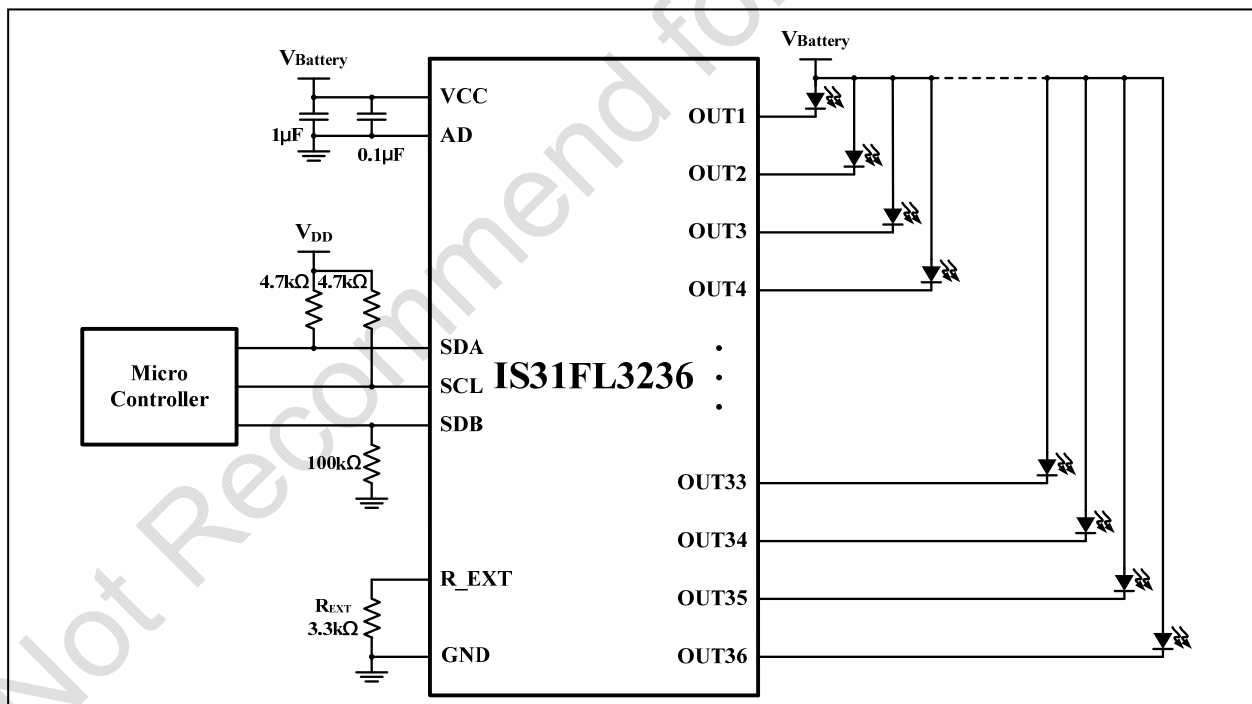 Not Recommend for
VBattery
1µF
0.1µF
VCC
AD
VDD
4.7kΩ 4.7kΩ
Micro
Controller
SDA
SCL
SDB
100kΩ
R_EXT
REXT
3.3kΩ
GND
IS31FL3236
VBattery
OUT1
OUT2
OUT3
OUT4
OUT33
OUT34
OUT35
OUT36